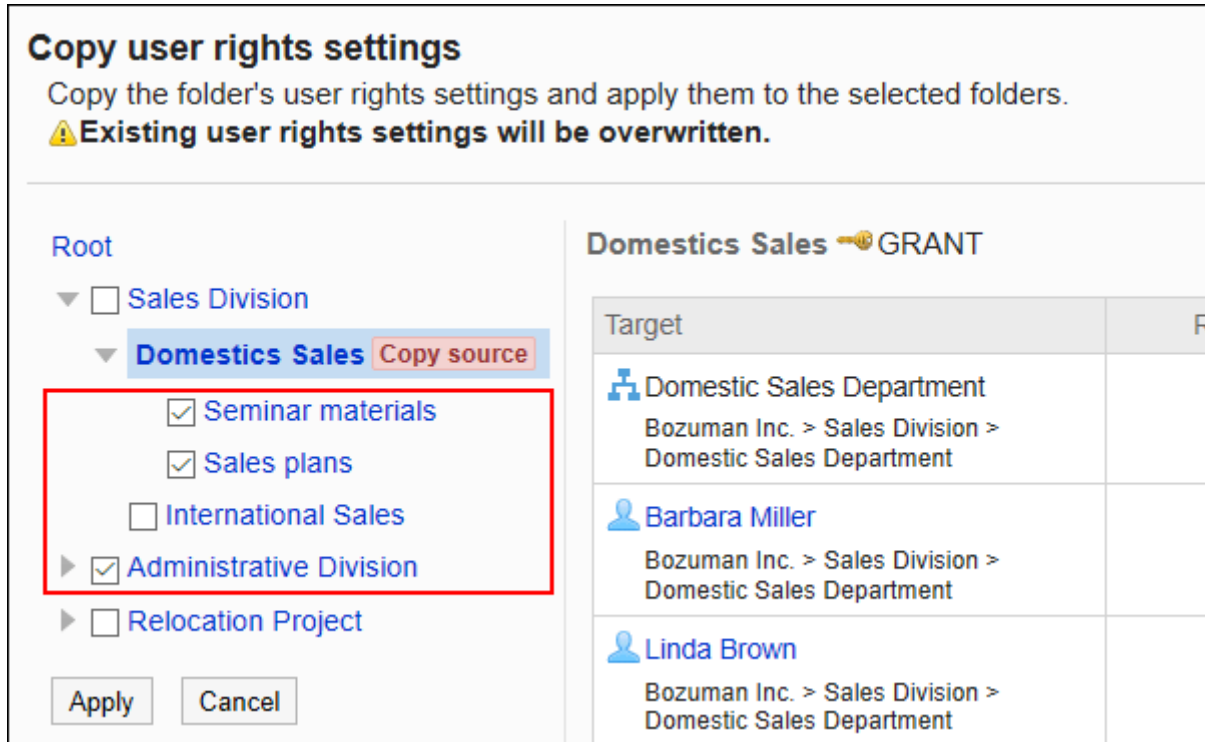 Copy user rights settings
Copy the folder's user rights settings and apply them to the selected folders.
Existing user rights settings will be overwritten.
Root
Sales Division
Domestics Sales Copy source
Seminar materials
Sales plans
International Sales
Administrative Division
Relocation Project
Apply Cancel
Domestics Sales GRANT
Target
Domestic Sales Department
Bozuman Inc. > Sales Division >
Domestic Sales Department
Barbara Miller
Bozuman Inc. > Sales Division >
Domestic Sales Department
Linda Brown
Bozuman Inc. > Sales Division >
Domestic Sales Department